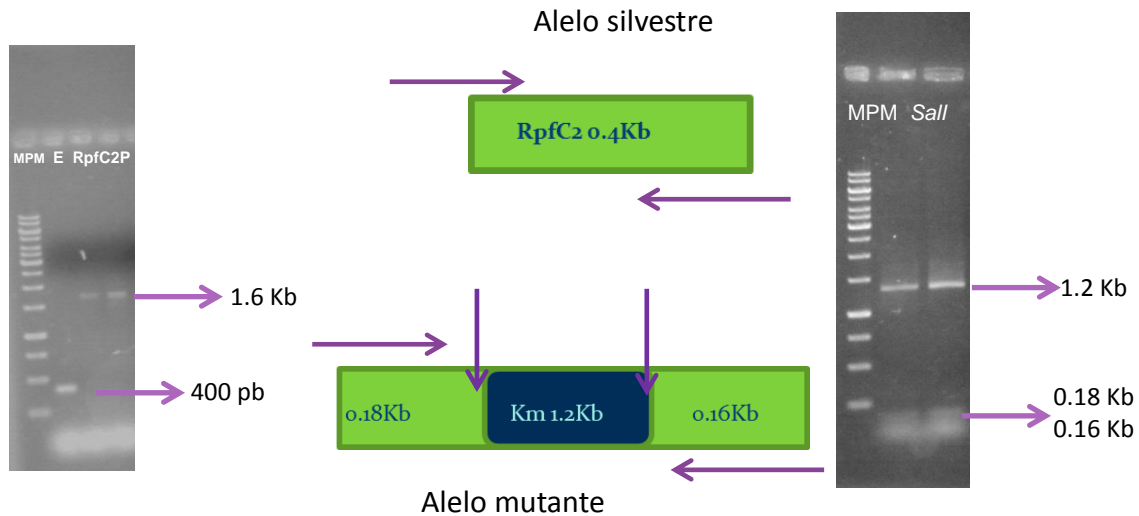 Alelo silvestre
MPM E RpfC2P
1.6 Kb
400 pb
RpfC2 0.4Kb
0.18Kb
Km 1.2Kb
0.16Kb
Alelo mutante
MPM SalI
1.2 Kb
0.18 Kb
0.16 Kb